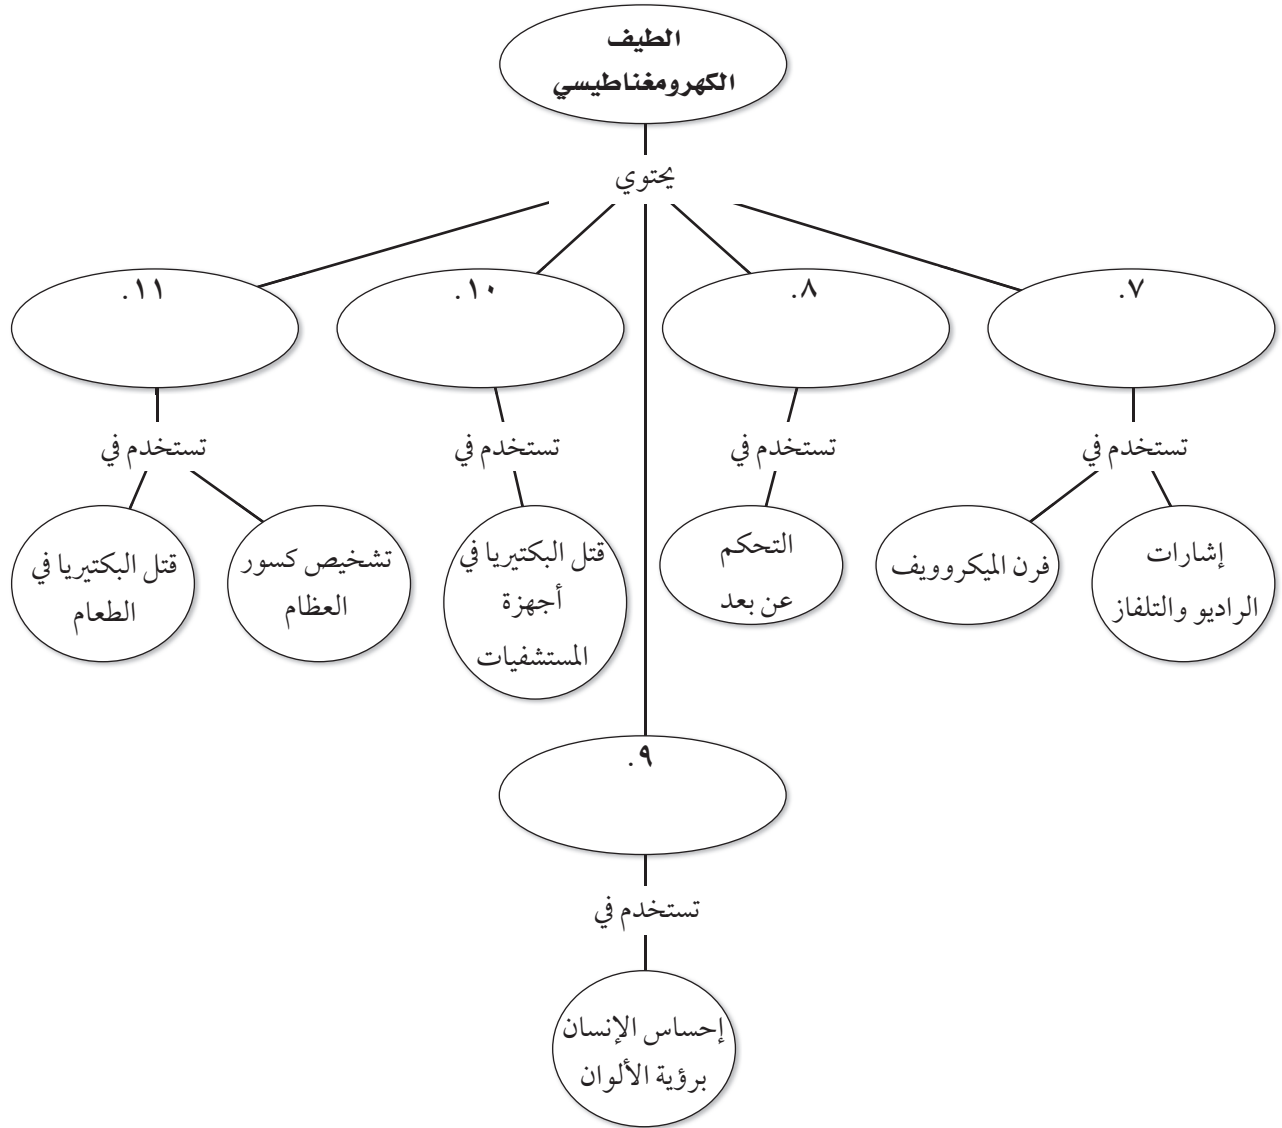 الطيف
الكهرومغناطيسي
يحتوي
.٧
.٨
.١٠
.١١
تستخدم في
تستخدم في
تستخدم في
تستخدم في
إشارات
الراديو والتلفاز
فرن الميكروويف
التحكم
عن بعد
قتل البكتيريا في
أجهزة
المستشفيات
تشخيص كسور
العظام
قتل البكتيريا في
الطعام
.٩
تستخدم في
إحساس الإنسان
برؤية الألوان